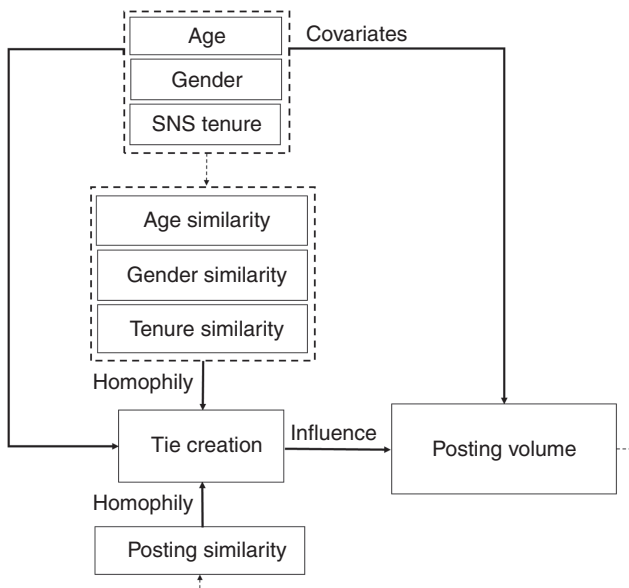 Age
Covariates
Gender
SNS tenure
Age similarity
Gender similarity
Tenure similarity
Homophily
Tie creation
Influence
Posting volume
Homophily
Posting similarity